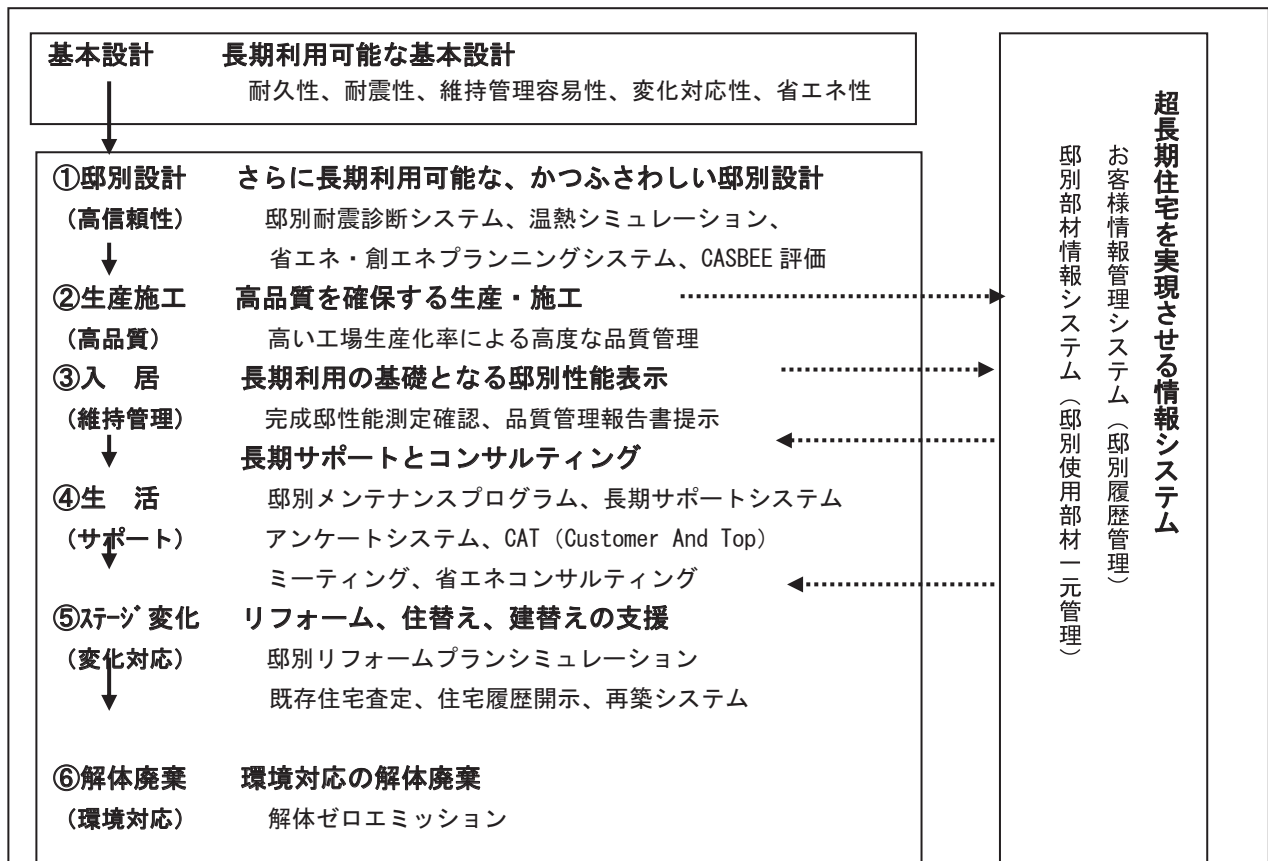 基本設計　長期利用可能な基本設計
耐久性、耐震性、維持管理容易性、変化対応性、省エネ性
①邸別設計　さらに長期利用可能な、かつふさわしい邸別設計
（高信頼性）　邸別耐震診断システム、温熱シミュレーション、
省エネ・創エネプランニングシステム、CASBEE 評価
②生産施工　高品質を確保する生産・施工
（高品質）　高い工場生産化率による高度な品質管理
③入　居　長期利用の基礎となる邸別性能表示
（維持管理）　完成邸性能測定確認、品質管理報告書提示
長期サポートとコンサルティング
④生　活　邸別メンテナンスプログラム、長期サポートシステム
（サポート）　アンケートシステム、CAT（Customer And Top）
ミーティング、省エネコンサルティング
⑤ｽﾃｰｼﾞ変化　リフォーム、住替え、建替えの支援
（変化対応）　邸別リフォームプランシミュレーション
既存住宅査定、住宅履歴開示、再築システム
⑥解体廃棄　環境対応の解体廃棄
（環境対応）　解体ゼロエミッション
超長期住宅を実現させる情報システム
お客様情報管理システム（邸別履歴管理）
邸別部材情報システム（邸別使用部材一元管理）